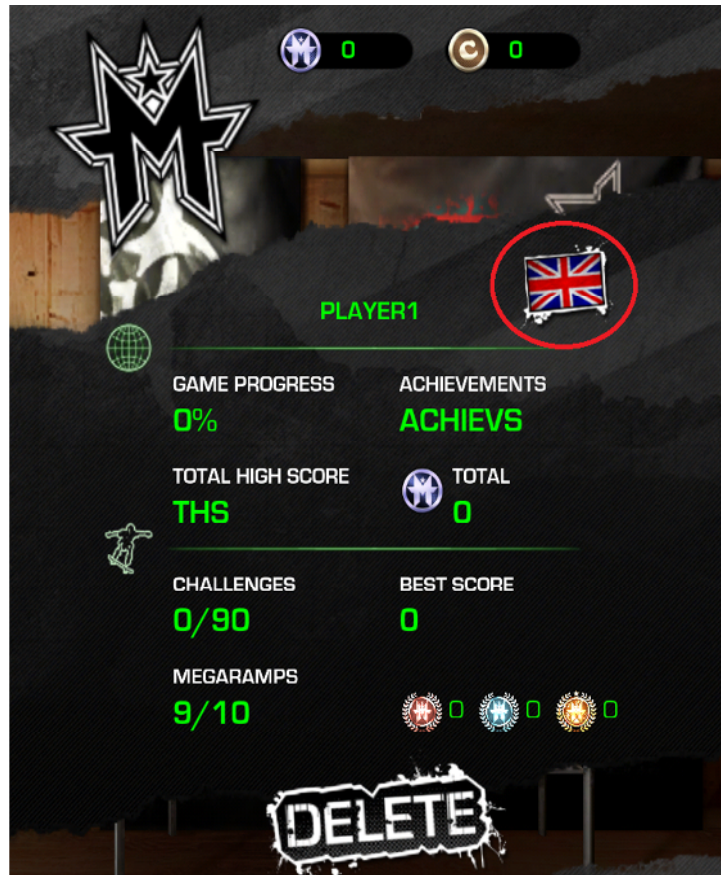 0 0
PLAYER1
GAME PROGRESS ACHIEVEMENTS
0% ACHIEVS
TOTAL HIGH SCORE TOTAL
THS 0
CHALLENGES BEST SCORE
0/90 0
MEGARAMPS
9/10 0 0 0
DELETE